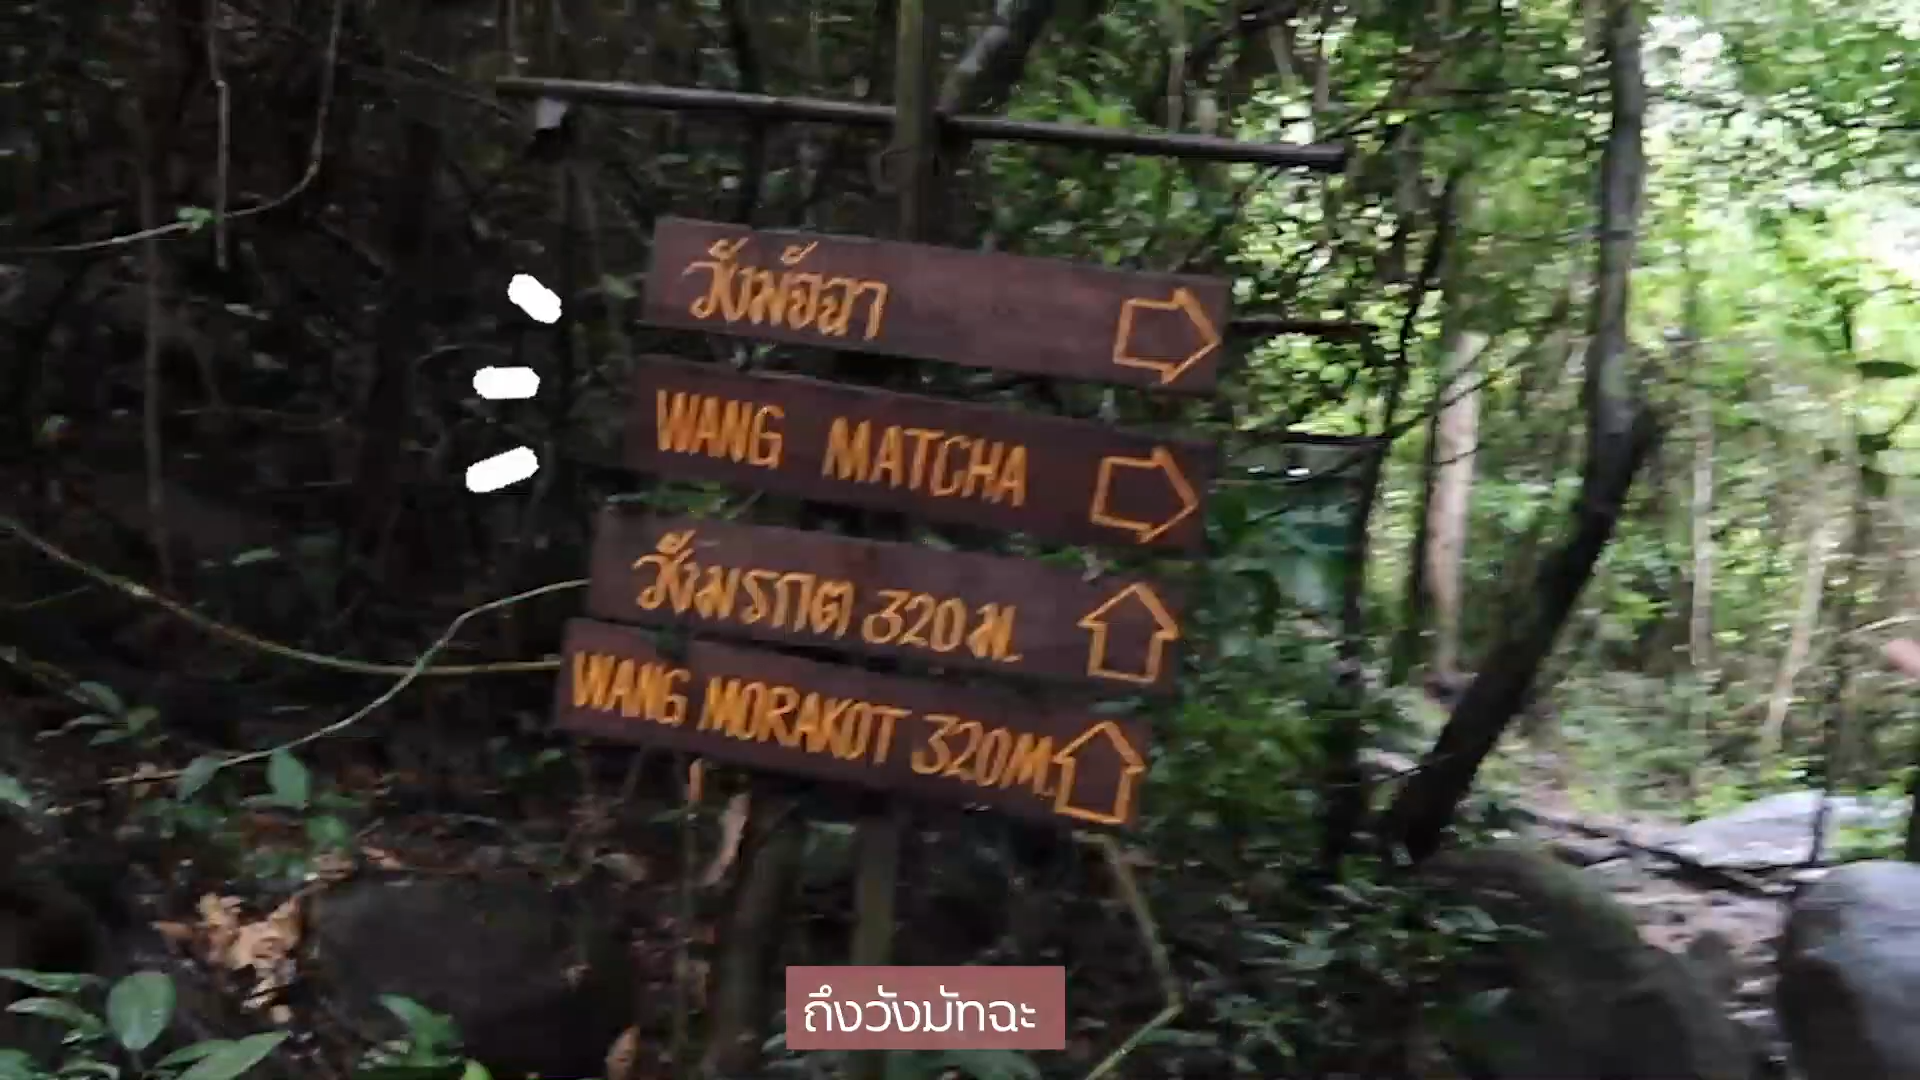 วังมัจฉา
WANG MATCHA
วังมรกต 320 ม.
WANG MORAKOT 320M.
ถึงวังมัทฉะ